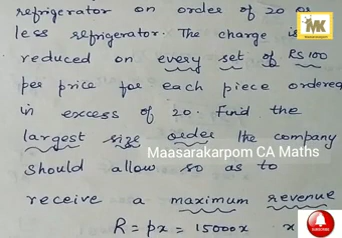 refrigerator on order of 20 or
less refrigerator. The charge is
reduced on every set of Rs 100
per price for each piece ordered
in excess of 20. Find the
largest size order the company
Maasarakarpom CA Maths
should allow so as to
receive a maximum revenue
R = px = 15000x x
MK